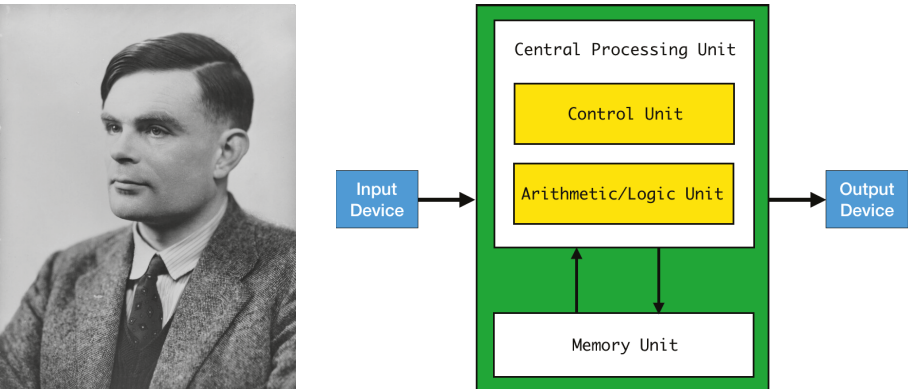 Central Processing Unit
Control Unit
Arithmetic/Logic Unit
Input
Device
Output
Device
Memory Unit